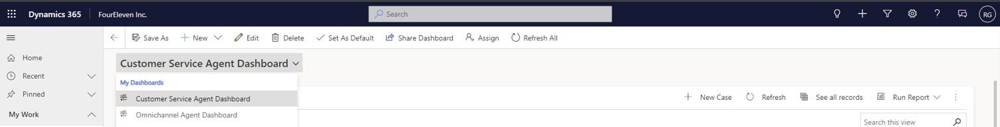 Dynamics 365 FourEleven Inc. Search RG
Save As New Edit Delete Set As Default Share Dashboard Assign Refresh All
Home
Customer Service Agent Dashboard
Recent
My Dashboards
Pinned
Customer Service Agent Dashboard
New Case Refresh See all records Run Report
My Work
Omnichannel Agent Dashboard
Search this view